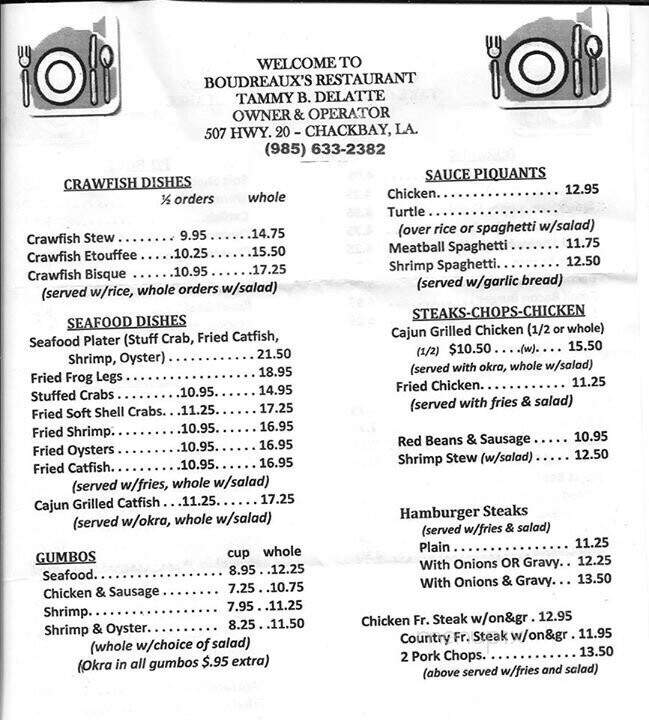 WELCOME TO
BOUDREAUX'S RESTAURANT
TAMMY B. DELATTE
OWNER & OPERATOR
507 HWY. 20 – CHACKBAY, LA.
(985) 633-2382
CRAWFISH DISHES
½ orders whole
Crawfish Stew ........ 9.95......14.75
Crawfish Etouffee .....10.25......15.50
Crawfish Bisque .....10.95......17.25
(served w/rice, whole orders w/salad)
SEAFOOD DISHES
Seafood Plater (Stuff Crab, Fried Catfish,
Shrimp, Oyster) ............ 21.50
Fried Frog Legs ................... 18.95
Stuffed Crabs .........10.95...... 14.95
Fried Soft Shell Crabs...11.25...... 17.25
Fried Shrimp..........10.95...... 16.95
Fried Oysters .........10.95...... 16.95
Fried Catfish..........10.95...... 16.95
(served w/fries, whole w/salad)
Cajun Grilled Catfish ...11.25...... 17.25
(served w/okra, whole w/salad)
GUMBOS cup whole
Seafood.................. 8.95 ..12.25
Chicken & Sausage ....... 7.25 ..10.75
Shrimp................... 7.95 ..11.25
Shrimp & Oyster.......... 8.25 ..11.50
(whole w/choice of salad)
(Okra in all gumbos $.95 extra)
SAUCE PIQUANTS
Chicken................. 12.95
Turtle ..................
(over rice or spaghetti w/salad)
Meatball Spaghetti ....... 11.75
Shrimp Spaghetti......... 12.50
(served w/garlic bread)
STEAKS-CHOPS-CHICKEN
Cajun Grilled Chicken (1/2 or whole)
(1/2) $10.50 ....(w).... 15.50
(served with okra, whole w/salad)
Fried Chicken............ 11.25
(served with fries & salad)
Red Beans & Sausage ..... 10.95
Shrimp Stew (w/salad) ..... 12.50
Hamburger Steaks
(served w/fries & salad)
Plain ................ 11.25
With Onions OR Gravy.. 12.25
With Onions & Gravy... 13.50
Chicken Fr. Steak w/on&gr . 12.95
Country Fr. Steak w/on&gr . 11.95
2 Pork Chops............. 13.50
(above served w/fries and salad)